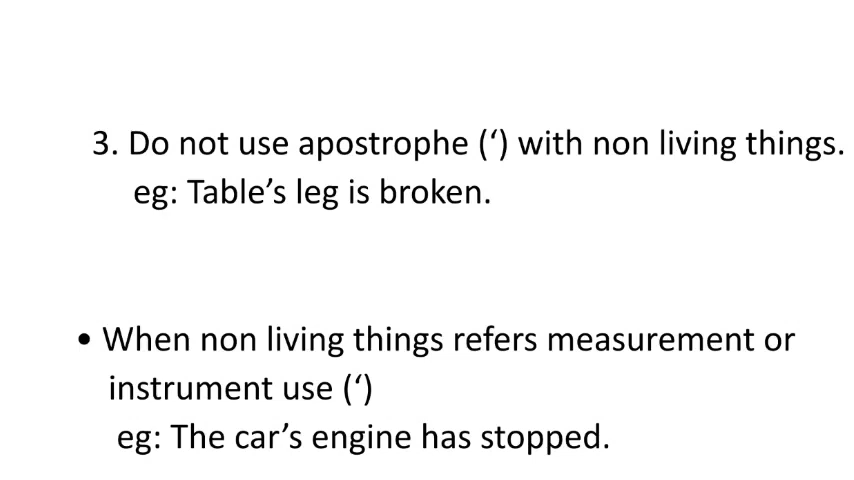 3. Do not use apostrophe (‘) with non living things.
eg: Table’s leg is broken.
• When non living things refers measurement or
instrument use (‘)
eg: The car’s engine has stopped.